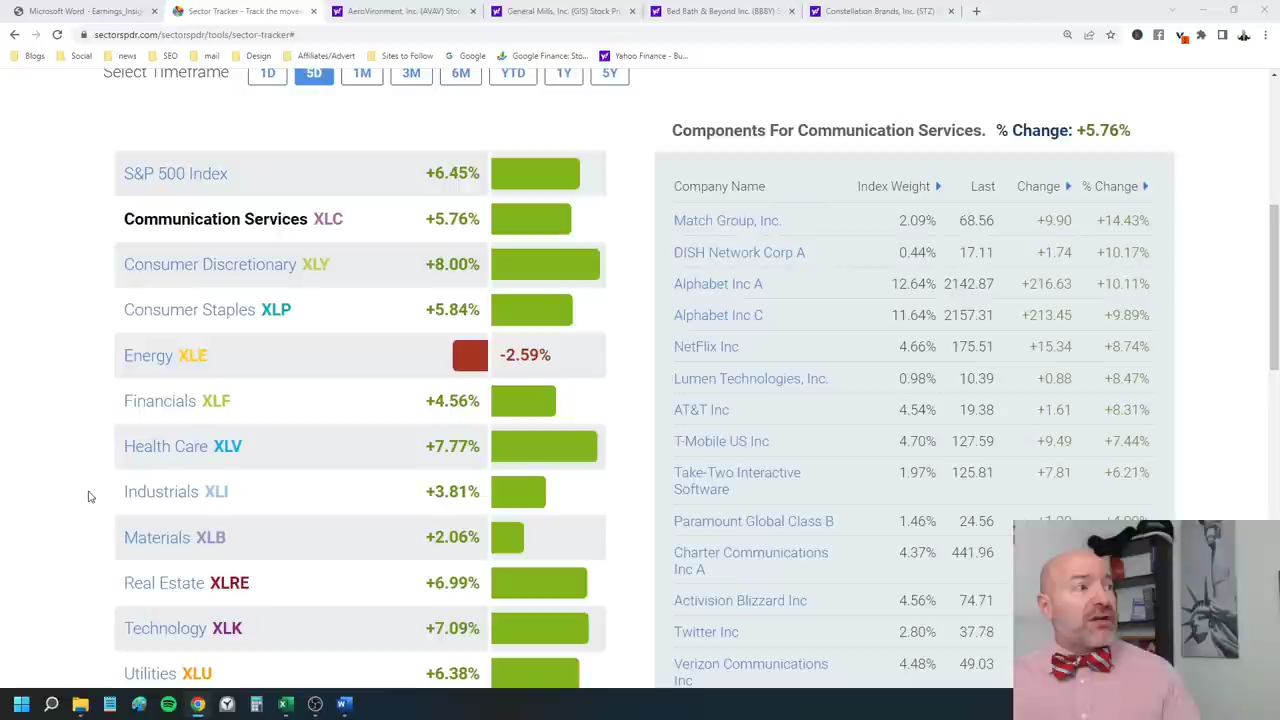 Microsoft Word - Earnings_Insig
Sector Tracker - Track the move
AeroVironment, Inc. (AVAV) Stoc
General Mills, Inc. (GIS) Stock Pr
Bed Bath & Beyond Inc. (BBBY) S
Constellation Brands, Inc. (STZ)
sectorspdr.com/sectorspdr/tools/sector-tracker#
Blogs Social news SEO mail Design Affiliates/Advert Sites to Follow Google Google Finance: Sto... Yahoo Finance - Bu...
Select Timeframe 1D 5D 1M 3M 6M YTD 1Y 5Y
Components For Communication Services. % Change: +5.76%
S&P 500 Index +6.45%
Communication Services XLC +5.76%
Consumer Discretionary XLY +8.00%
Consumer Staples XLP +5.84%
Energy XLE -2.59%
Financials XLF +4.56%
Health Care XLV +7.77%
Industrials XLI +3.81%
Materials XLB +2.06%
Real Estate XLRE +6.99%
Technology XLK +7.09%
Utilities XLU +6.38%
Company Name Index Weight Last Change % Change
Match Group, Inc. 2.09% 68.56 +9.90 +14.43%
DISH Network Corp A 0.44% 17.11 +1.74 +10.17%
Alphabet Inc A 12.64% 2142.87 +216.63 +10.11%
Alphabet Inc C 11.64% 2157.31 +213.45 +9.89%
NetFlix Inc 4.66% 175.51 +15.34 +8.74%
Lumen Technologies, Inc. 0.98% 10.39 +0.88 +8.47%
AT&T Inc 4.54% 19.38 +1.61 +8.31%
T-Mobile US Inc 4.70% 127.59 +9.49 +7.44%
Take-Two Interactive
Software 1.97% 125.81 +7.81 +6.21%
Paramount Global Class B 1.46% 24.56
Charter Communications
Inc A 4.37% 441.96
Activision Blizzard Inc 4.56% 74.71
Twitter Inc 2.80% 37.78
Verizon Communications
Inc 4.48% 49.03